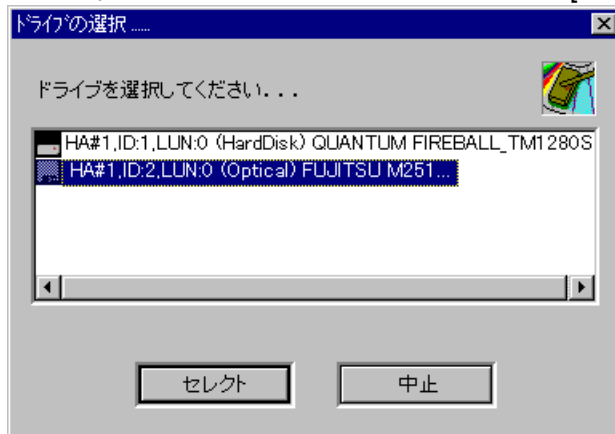 ドライブの選択 .....
ドライブを選択してください・・・
HA#1,ID:1,LUN:0 (HardDisk) QUANTUM FIREBALL_TM1280S
HA#1,ID:2,LUN:0 (Optical) FUJITSU M251...
セレクト
中止